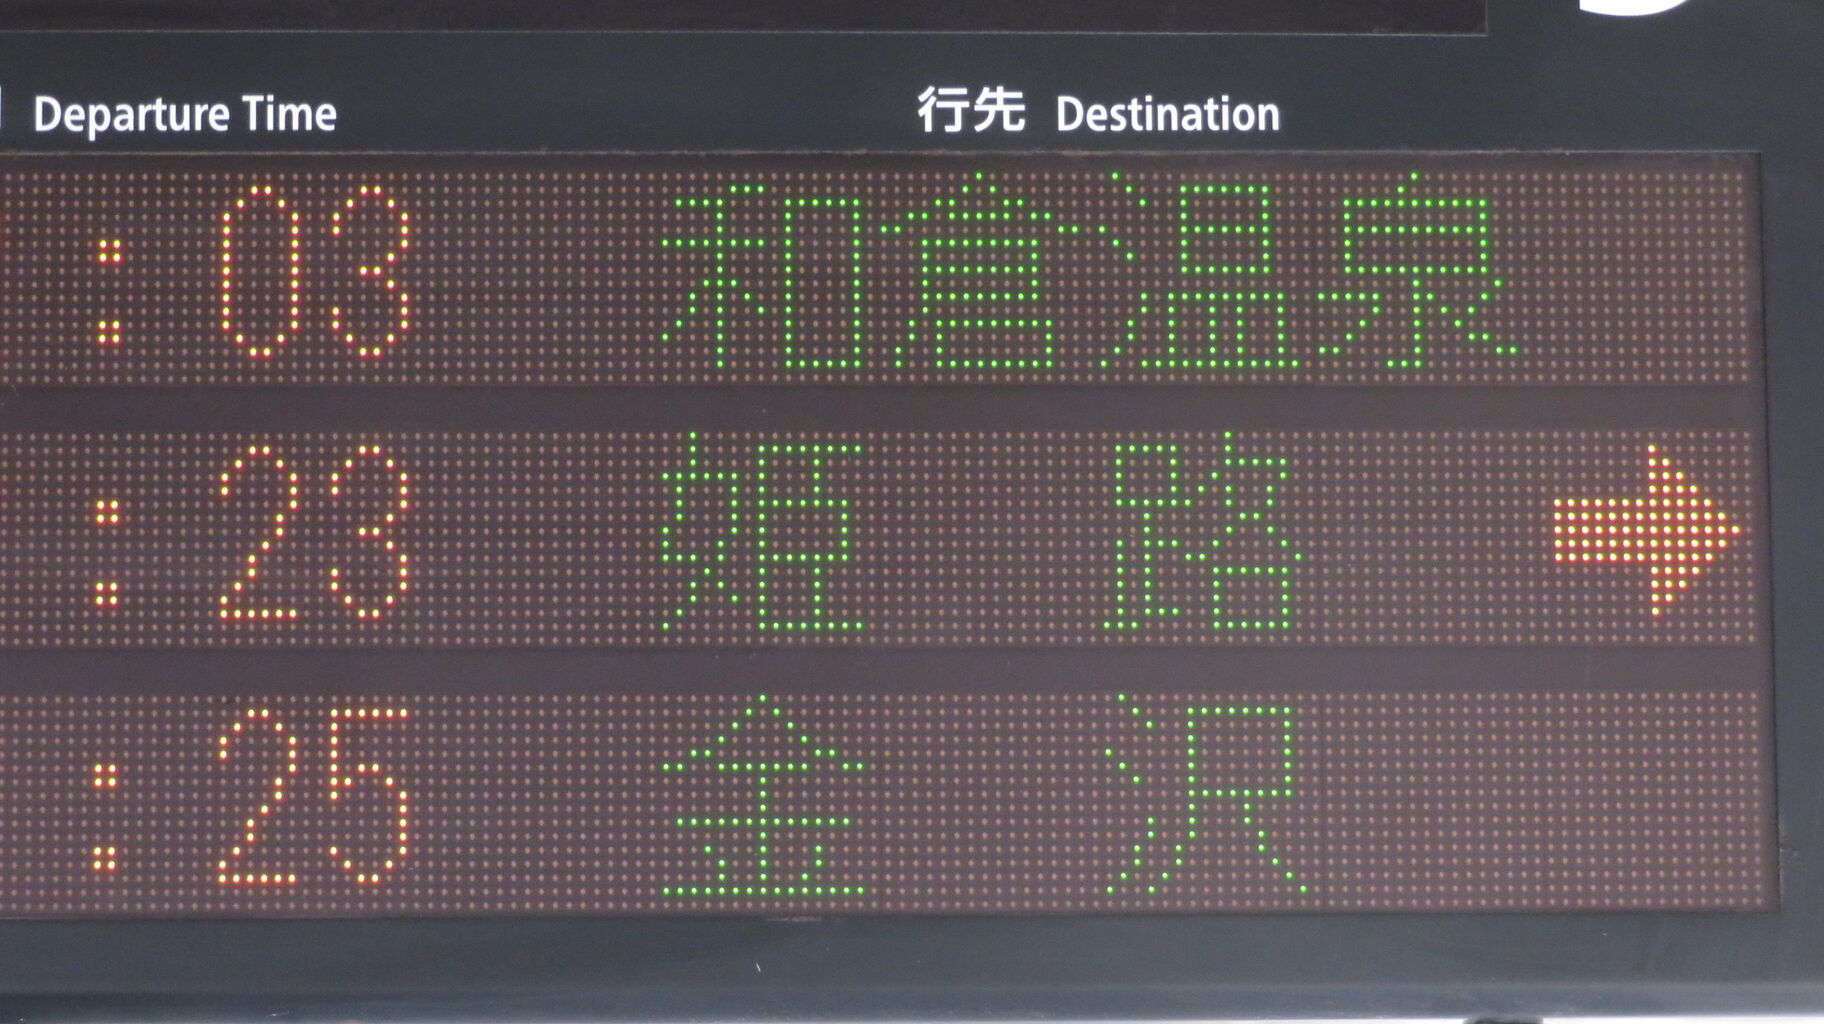 Departure Time 行先 Destination
:03 和倉温泉
:23 姫路
:25 金沢